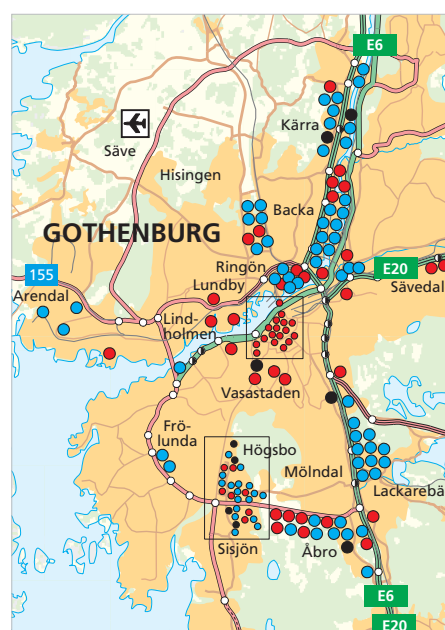 E6
Kärra
Säve
Hisingen
Backa
GOTHENBURG
Ringön
E20
155
Lundby
Sävedal
Arendal
Lind-
holmen
Vasastaden
Frö-
lunda
Högsbo
Mölndal
Lackarebä
Sisjön
Åbro
E6
E20